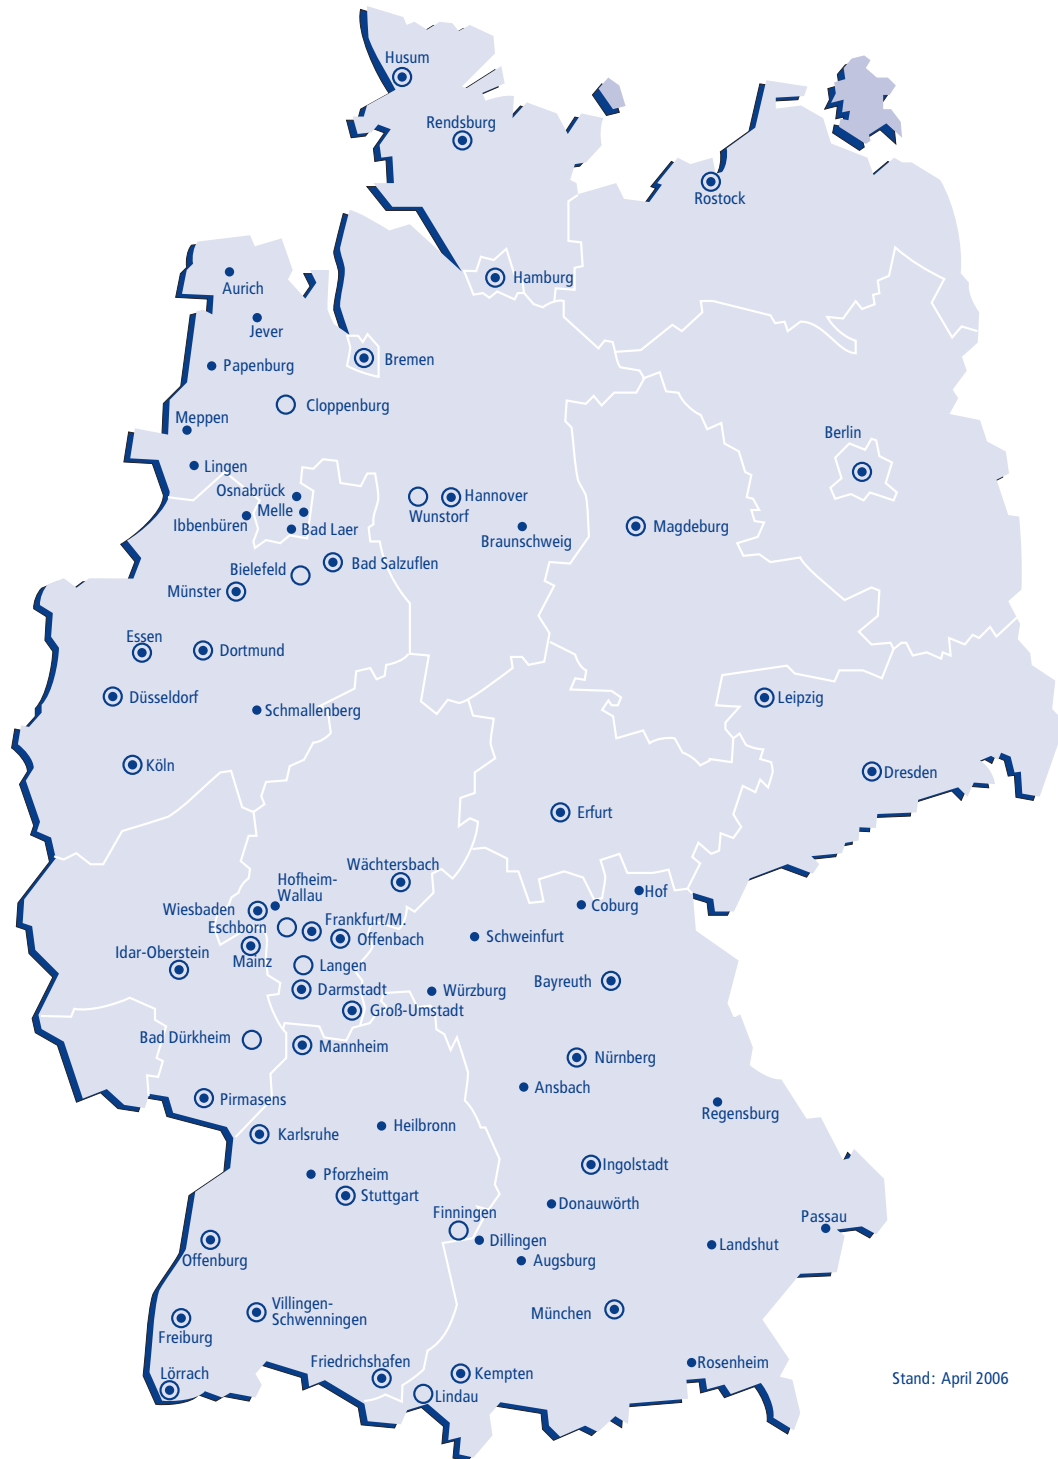 Husum
Rendsburg
Rostock
Hamburg
Aurich
Jever
Bremen
Papenburg
Cloppenburg
Meppen
Berlin
Lingen
Osnabrück
Hannover
Melle
Wunstorf
Ibbenbüren
Bad Laer
Braunschweig
Magdeburg
Bad Salzuflen
Bielefeld
Münster
Essen
Dortmund
Düsseldorf
Leipzig
Schmallenberg
Köln
Dresden
Erfurt
Wächtersbach
Hofheim-
Wallau
Hof
Coburg
Wiesbaden
Frankfurt/M.
Eschborn
Offenbach
Schweinfurt
Idar-Oberstein
Mainz
Langen
Bayreuth
Darmstadt
Würzburg
Groß-Umstadt
Bad Dürkheim
Mannheim
Nürnberg
Ansbach
Pirmasens
Regensburg
Heilbronn
Karlsruhe
Ingolstadt
Pforzheim
Stuttgart
Donauwörth
Finningen
Passau
Dillingen
Landshut
Offenburg
Augsburg
Villingen-
Schwenningen
München
Freiburg
Friedrichshafen
Rosenheim
Lörrach
Kempten
Lindau
Stand: April 2006